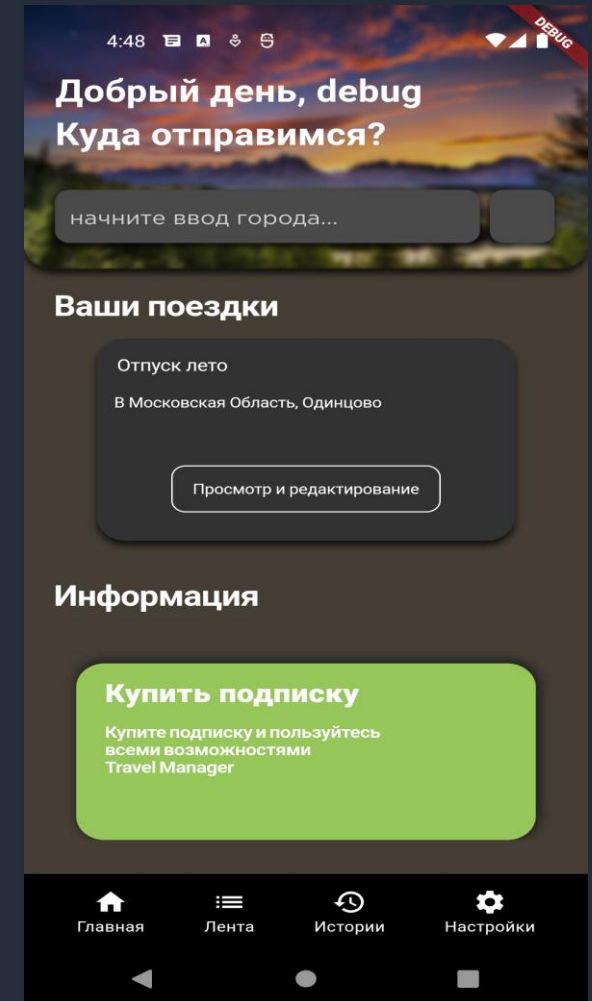 4:48
DEBUG
Добрый день, debug
Куда отправимся?
начните ввод города...
Ваши поездки
Отпуск лето
В Московская Область, Одинцово
Просмотр и редактирование
Информация
Купить подписку
Купите подписку и пользуйтесь
всеми возможностями
Travel Manager
Главная
Лента
Истории
Настройки